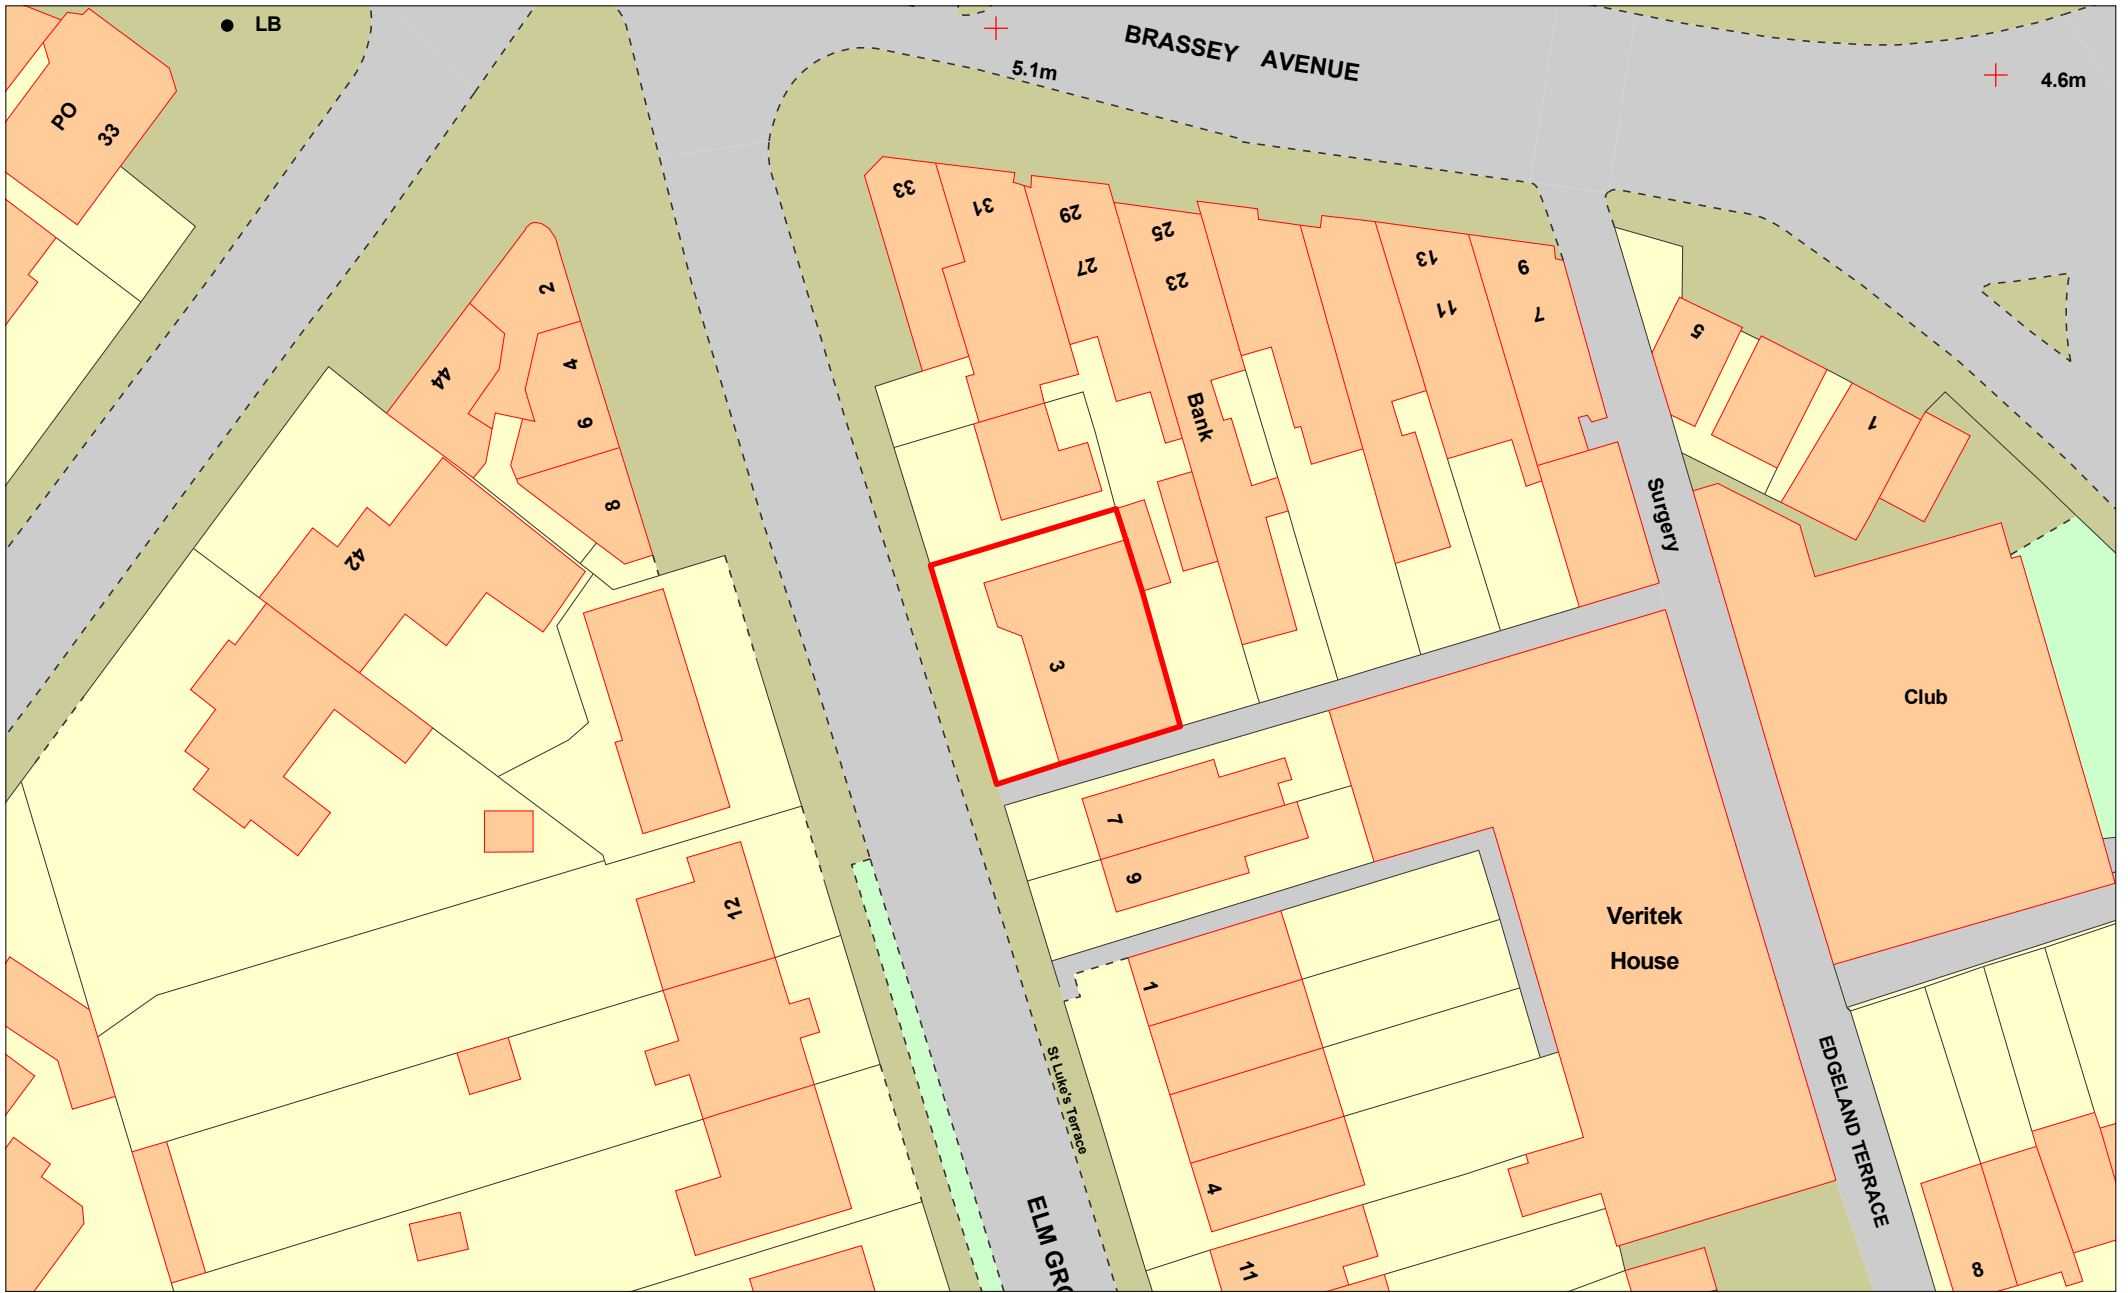 LB
BRASSEY AVENUE
5.1m
4.6m
PO
33
33
31
29
27
25
23
13
11
9
7
5
1
2
4
6
44
8
42
Bank
Surgery
3
Club
7
9
12
Veritek
House
1
4
St Luke's Terrace
EDGELAND TERRACE
ELM GRO
11
8